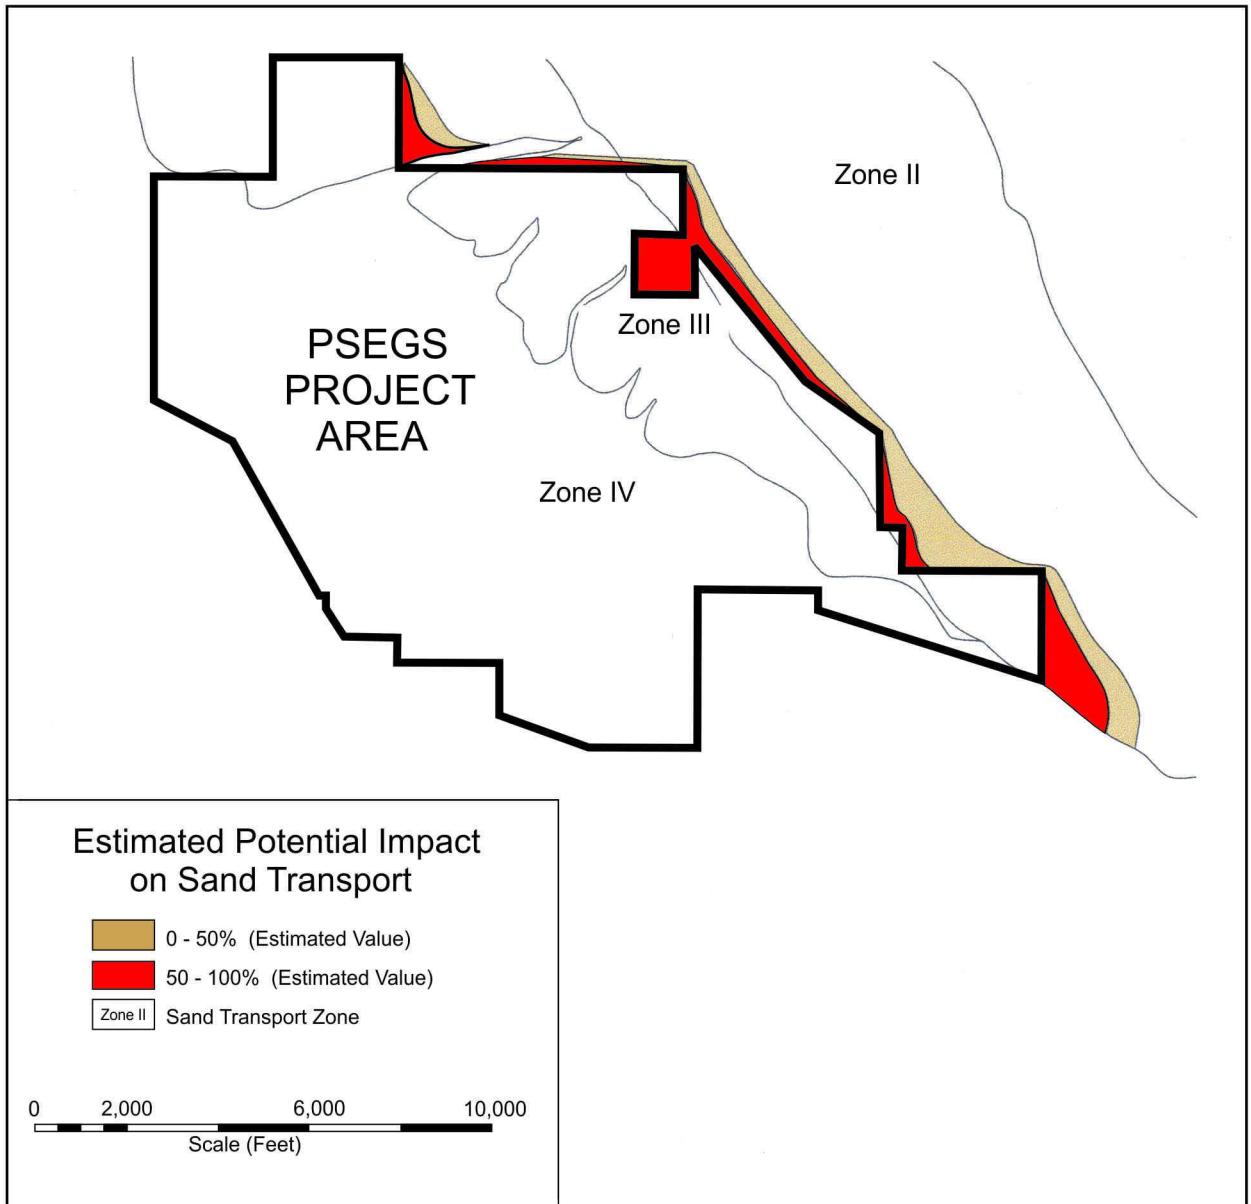 Zone II
Zone III
PSEGS
PROJECT
AREA
Zone IV
Estimated Potential Impact
on Sand Transport
0 - 50% (Estimated Value)
50 - 100% (Estimated Value)
Zone II Sand Transport Zone
0 2,000 6,000 10,000
Scale (Feet)